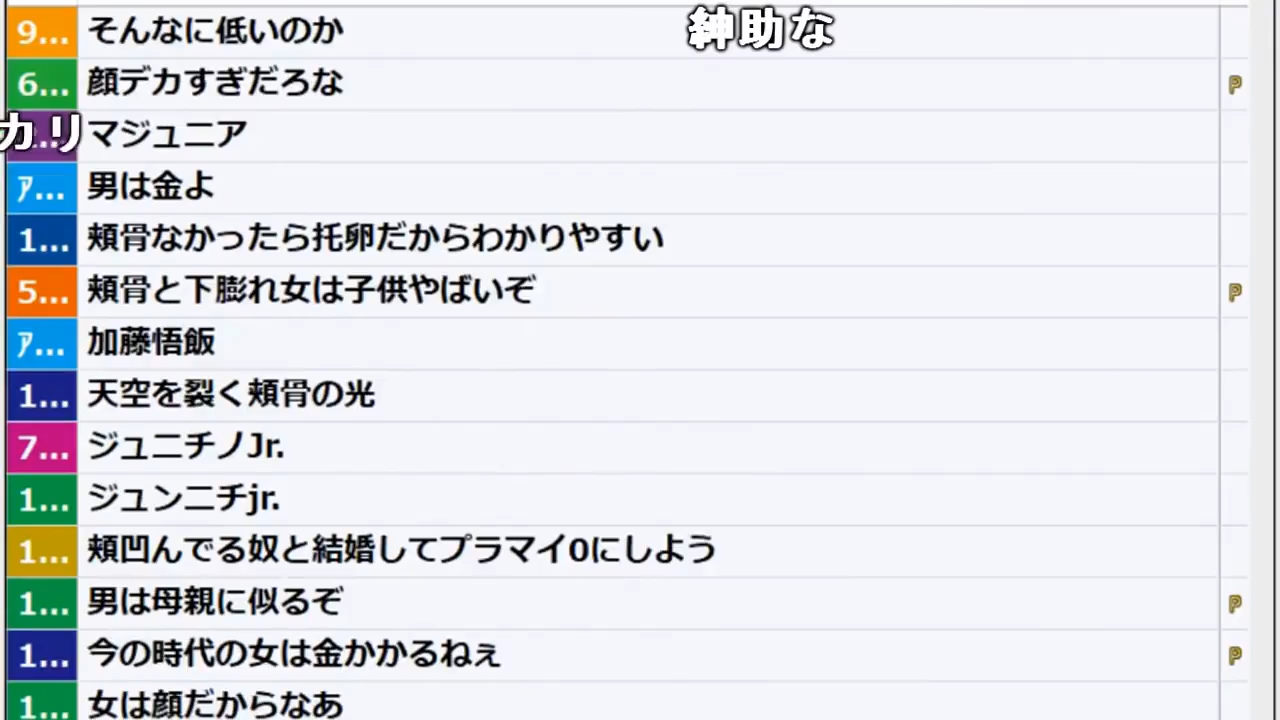 紳助な
9... そんなに低いのか
6... 顔デカすぎだろな P
カリ マジュニア
ｱ... 男は金よ
1... 頬骨なかったら托卵だからわかりやすい
5... 頬骨と下膨れ女は子供やばいぞ P
ｱ... 加藤悟飯
1... 天空を裂く頬骨の光
7... ジュニチノJr.
1... ジュンニチjr.
1... 頬凹んでる奴と結婚してプラマイ0にしよう
1... 男は母親に似るぞ P
1... 今の時代の女は金かかるねぇ P
1... 女は顔だからなあ